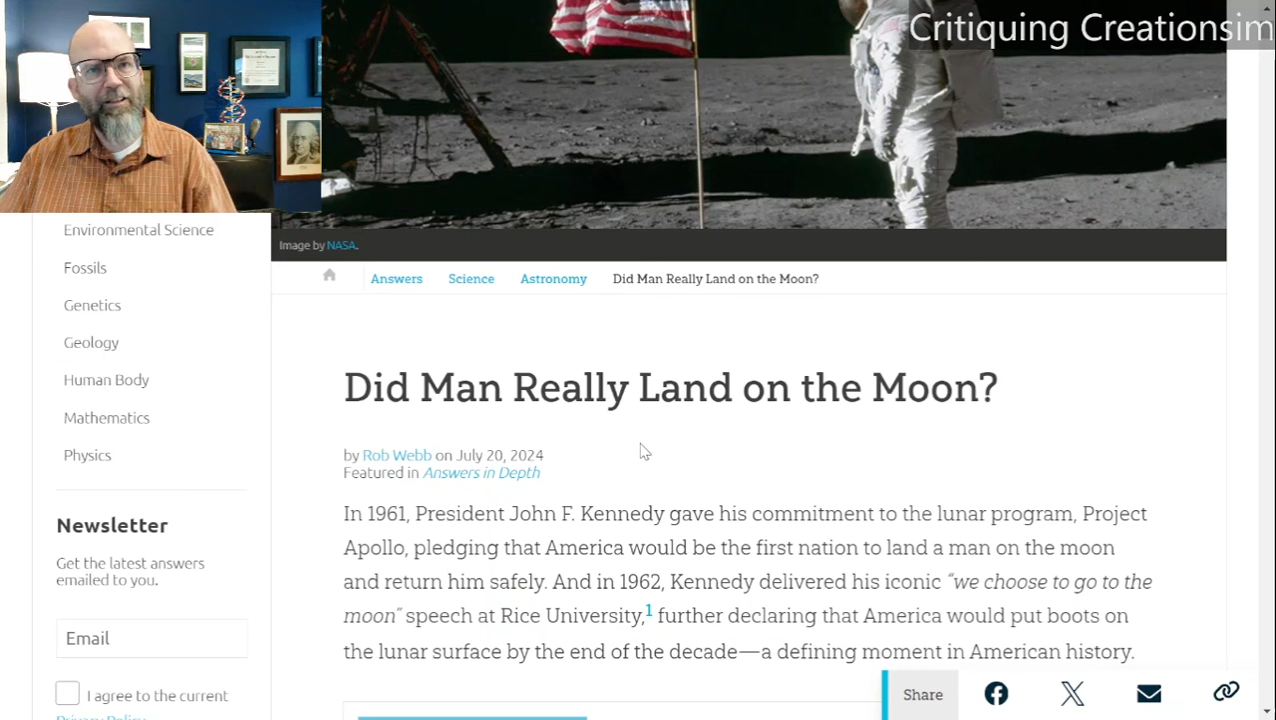 Critiquing Creationsim
Environmental Science
Fossils
Genetics
Geology
Human Body
Mathematics
Physics
Newsletter
Get the latest answers
emailed to you.
Email
I agree to the current
Privacy Policy
Image by NASA.
Answers Science Astronomy Did Man Really Land on the Moon?
Did Man Really Land on the Moon?
by Rob Webb on July 20, 2024
Featured in Answers in Depth
In 1961, President John F. Kennedy gave his commitment to the lunar program, Project
Apollo, pledging that America would be the first nation to land a man on the moon
and return him safely. And in 1962, Kennedy delivered his iconic “we choose to go to the
moon” speech at Rice University,1 further declaring that America would put boots on
the lunar surface by the end of the decade—a defining moment in American history.
Share